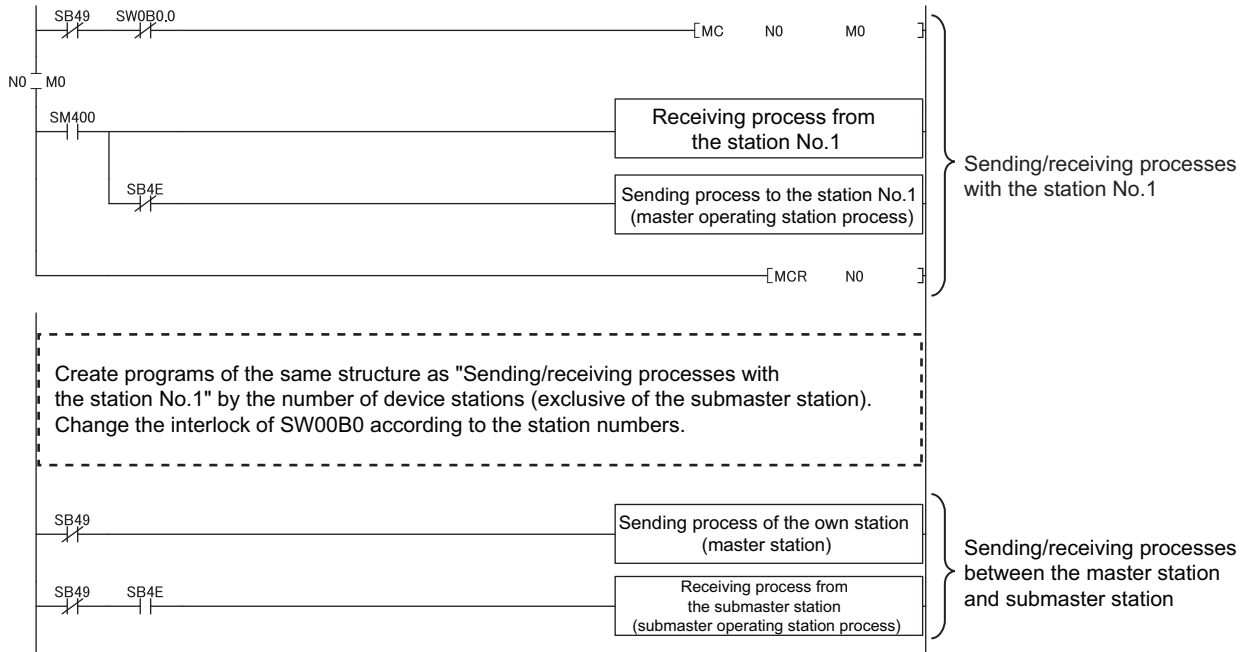 SB49 SW0B0.0
MC N0 M0
N0 M0
SM400
Receiving process from
the station No.1
SB4E
Sending process to the station No.1
(master operating station process)
Sending/receiving processes
with the station No.1
MCR N0
Create programs of the same structure as "Sending/receiving processes with
the station No.1" by the number of device stations (exclusive of the submaster station).
Change the interlock of SW00B0 according to the station numbers.
SB49
Sending process of the own station
(master station)
SB49 SB4E
Receiving process from
the submaster station
(submaster operating station process)
Sending/receiving processes
between the master station
and submaster station